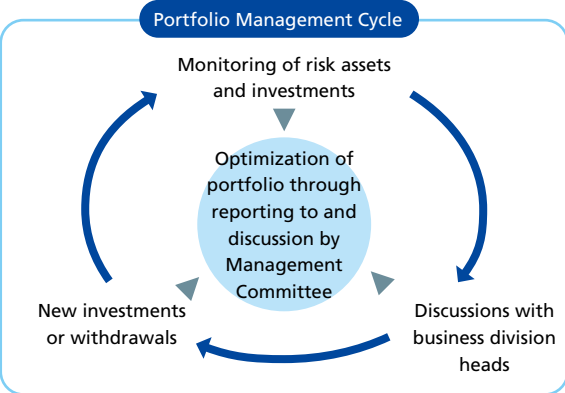 Portfolio Management Cycle
Monitoring of risk assets
and investments
Optimization of
portfolio through
reporting to and
discussion by
Management
Committee
New investments
or withdrawals
Discussions with
business division
heads